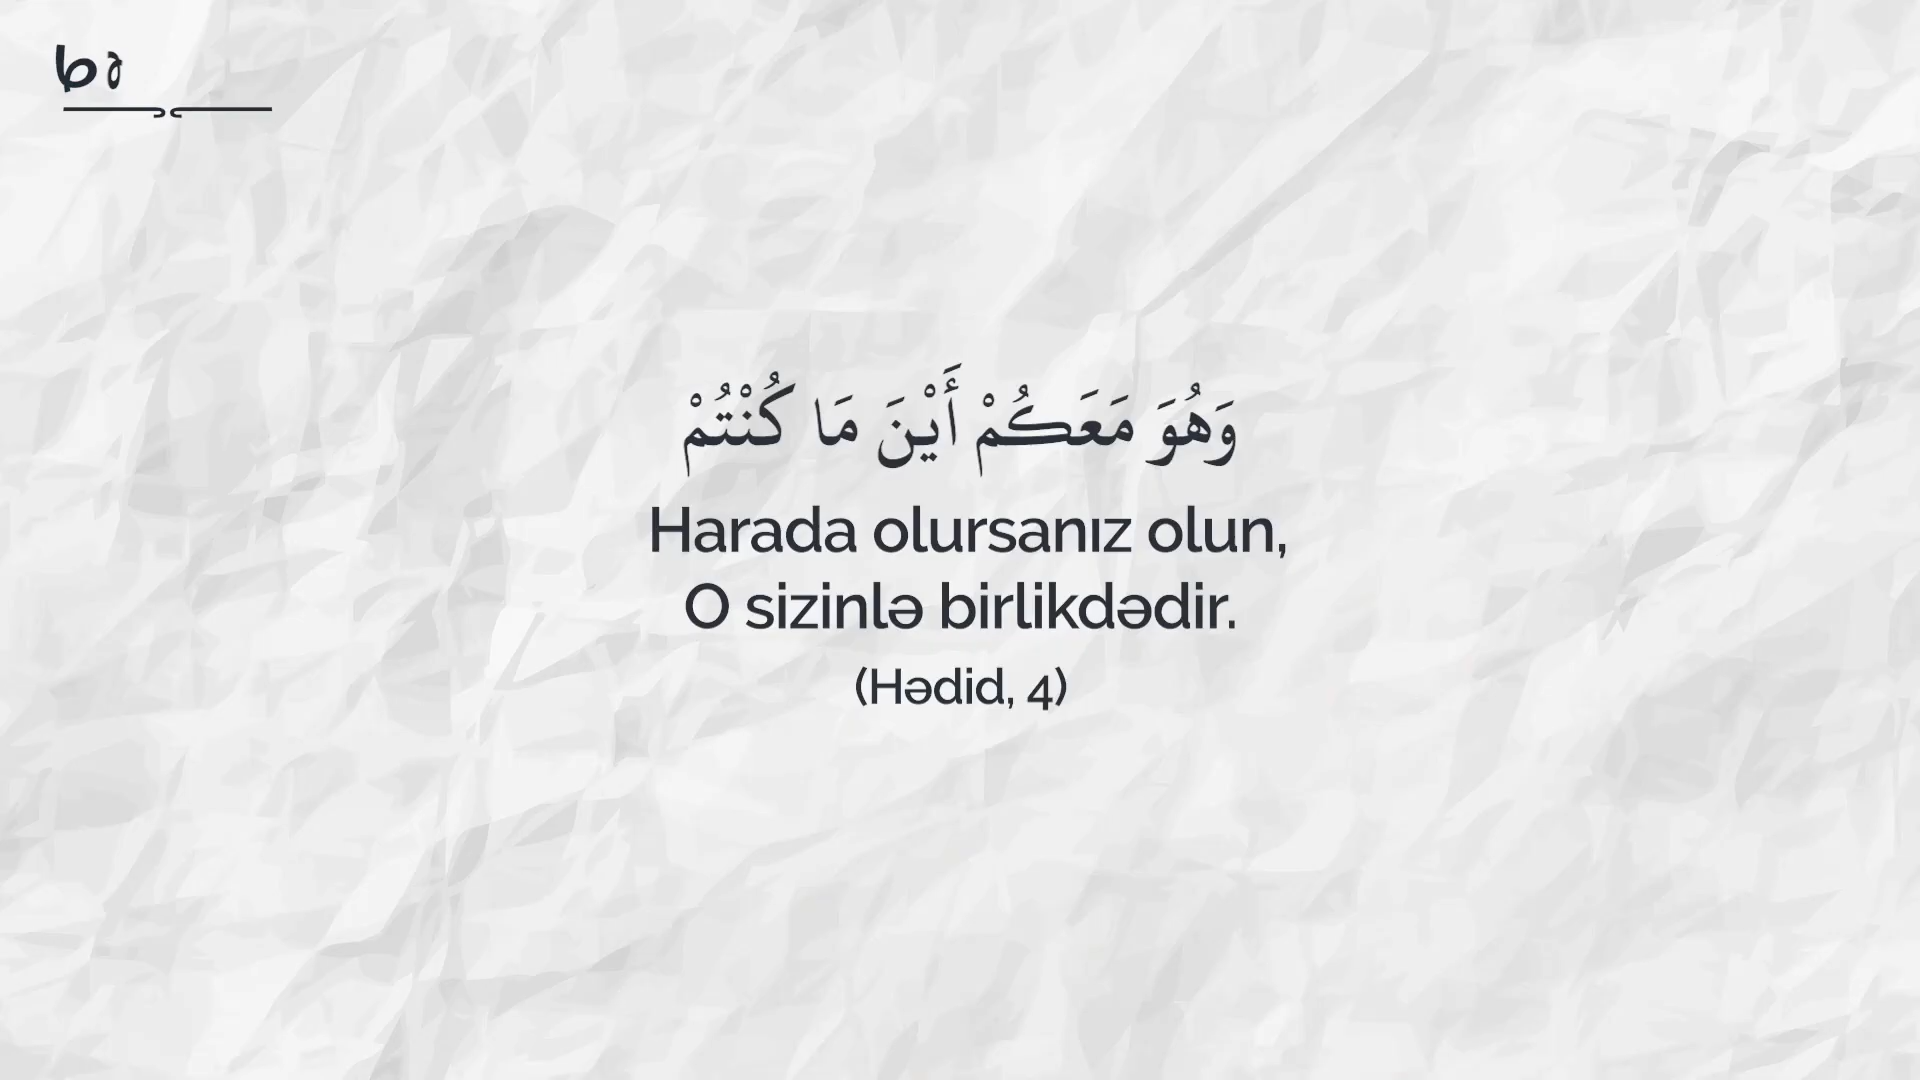 وَهُوَ مَعَكُمْ أَيْنَ مَا كُنْتُمْ
Harada olursanız olun,
O sizinlə birlikdədir.
(Hədid, 4)